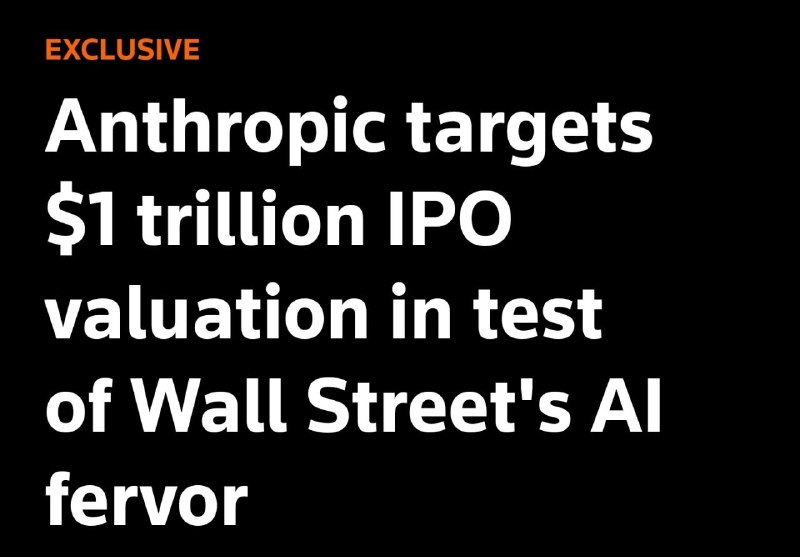 EXCLUSIVE
Anthropic targets
$1 trillion IPO
valuation in test
of Wall Street's AI
fervor